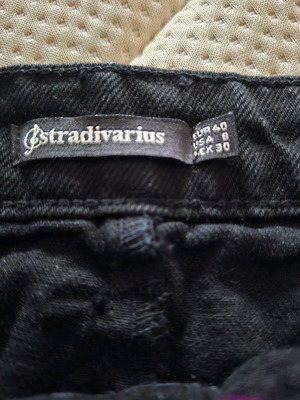 stradivarius
EUR 40
USA 8
MEX 30